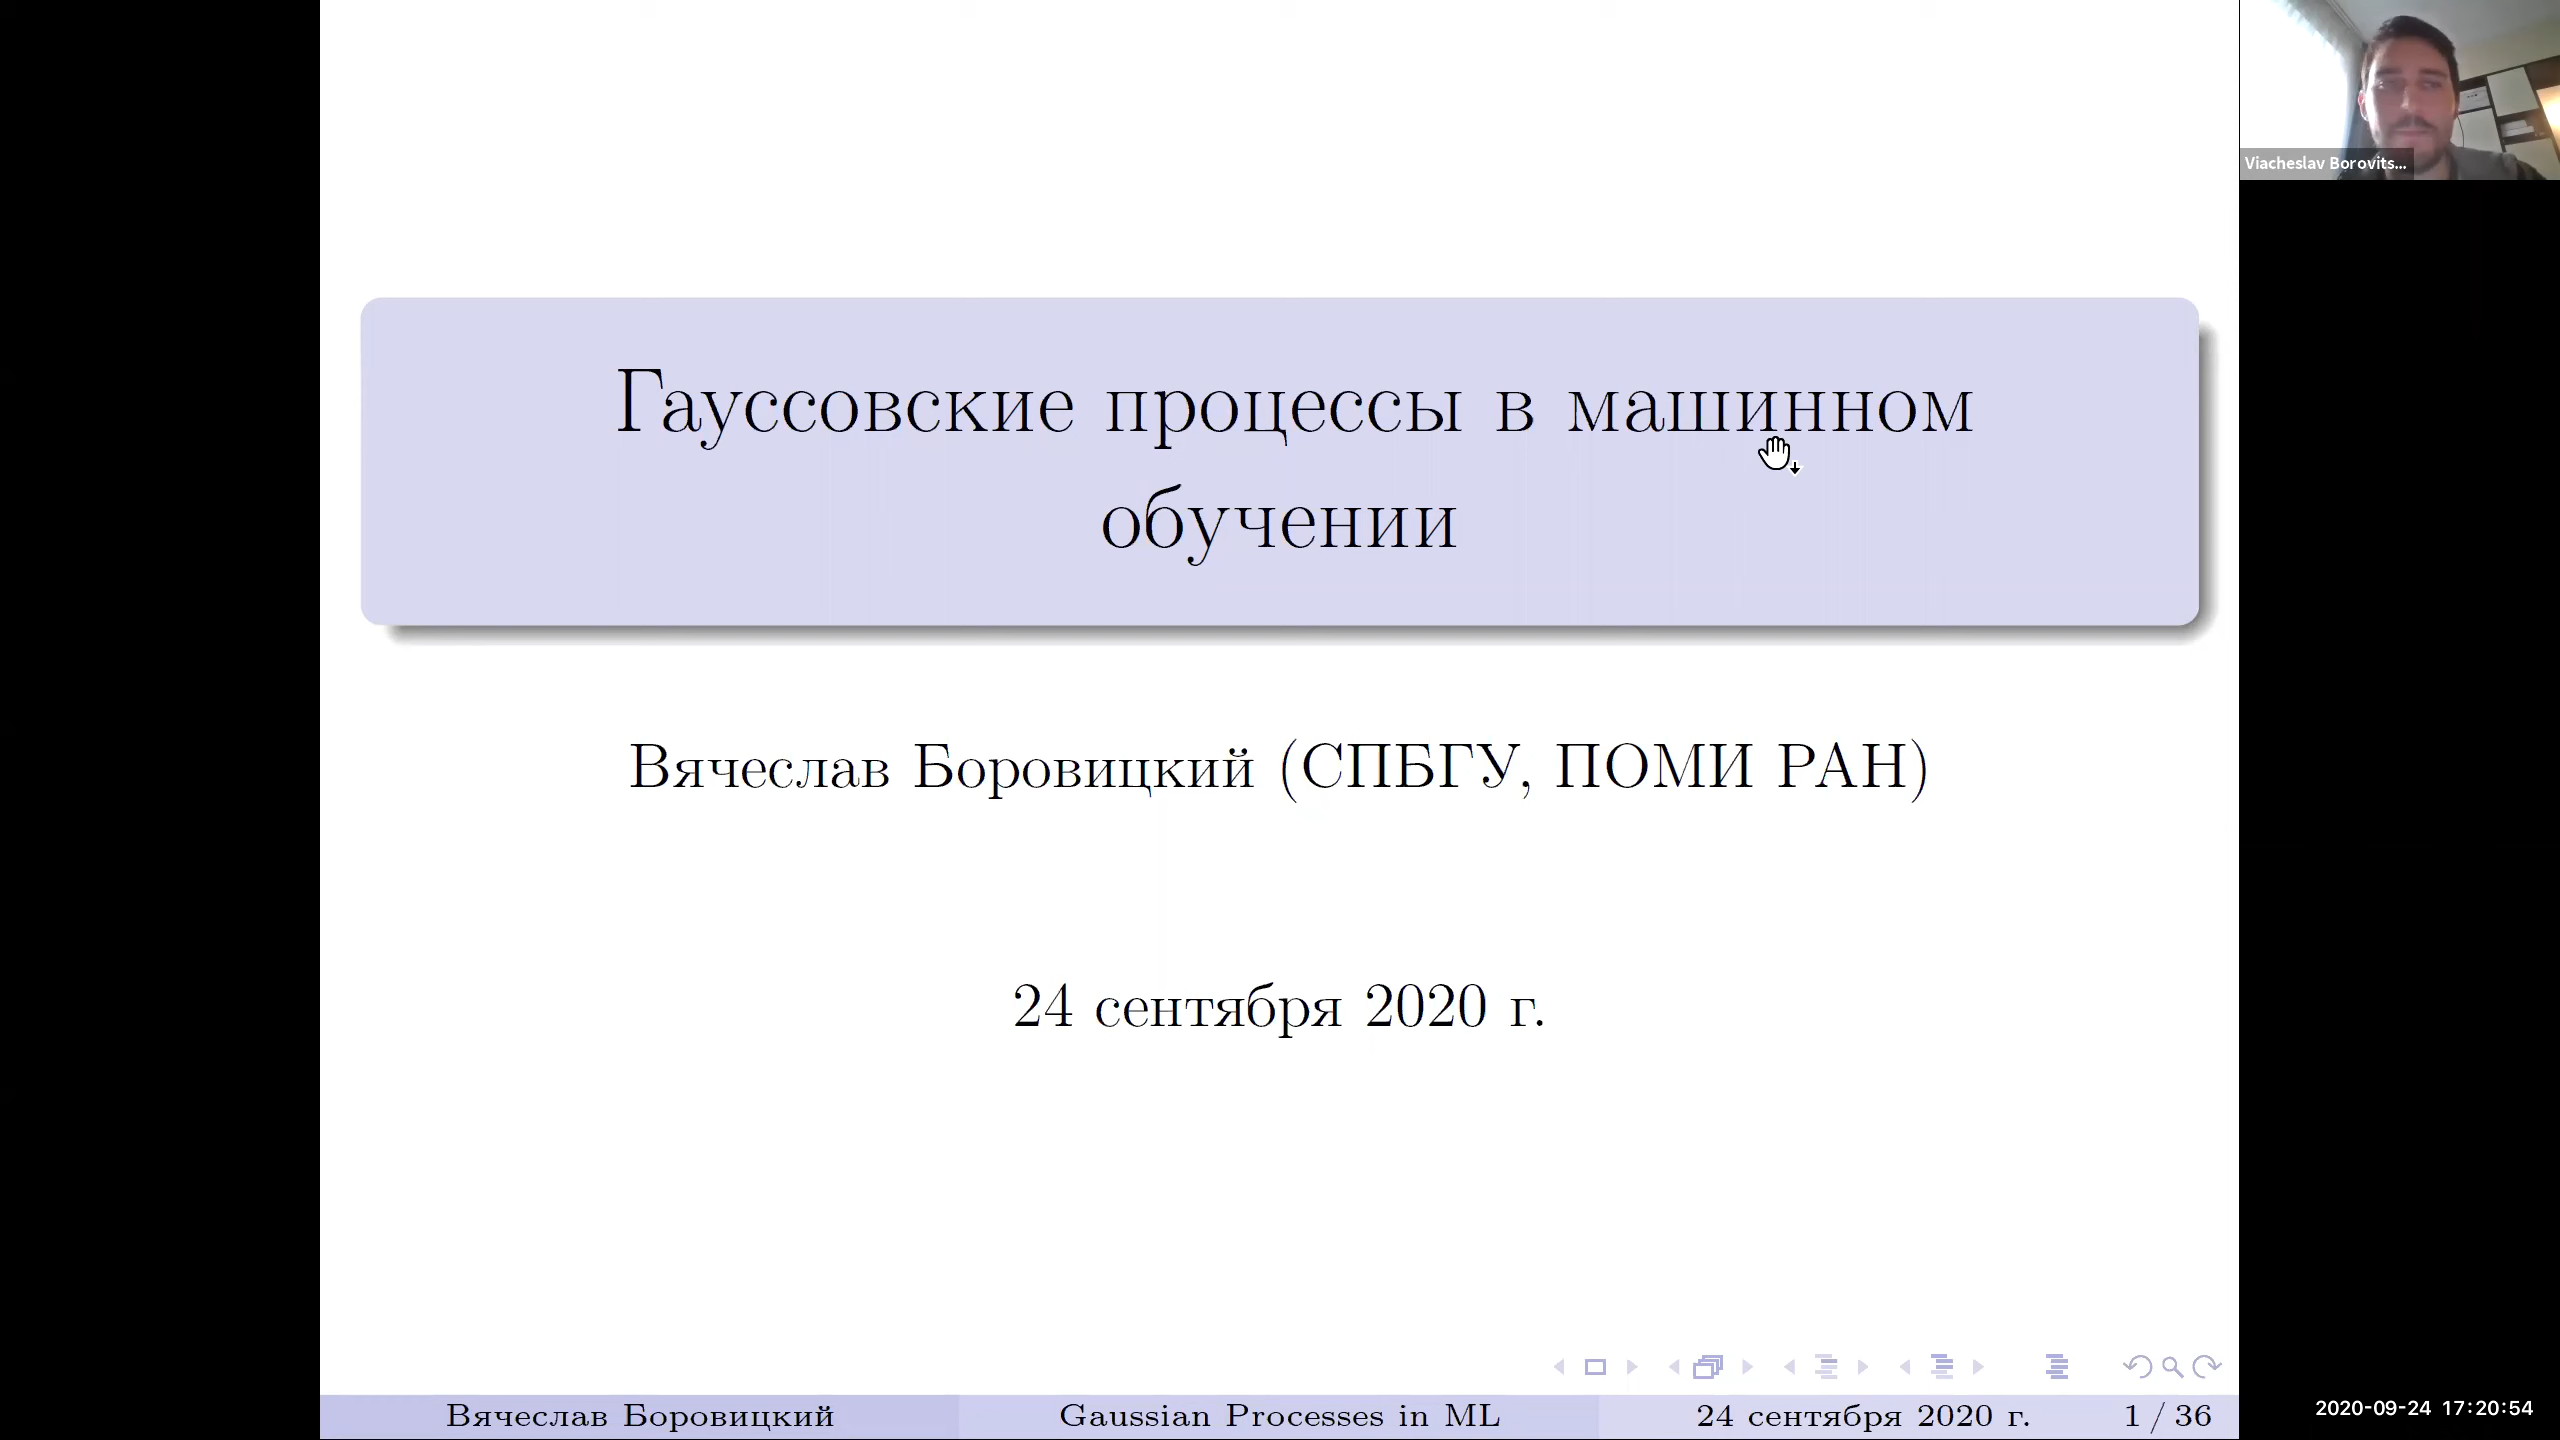 Viacheslav Borovits...
Гауссовские процессы в машинном
обучении
Вячеслав Боровицкий (СПБГУ, ПОМИ РАН)
24 сентября 2020 г.
Вячеслав Боровицкий Gaussian Processes in ML 24 сентября 2020 г. 1 / 36
2020-09-24 17:20:54